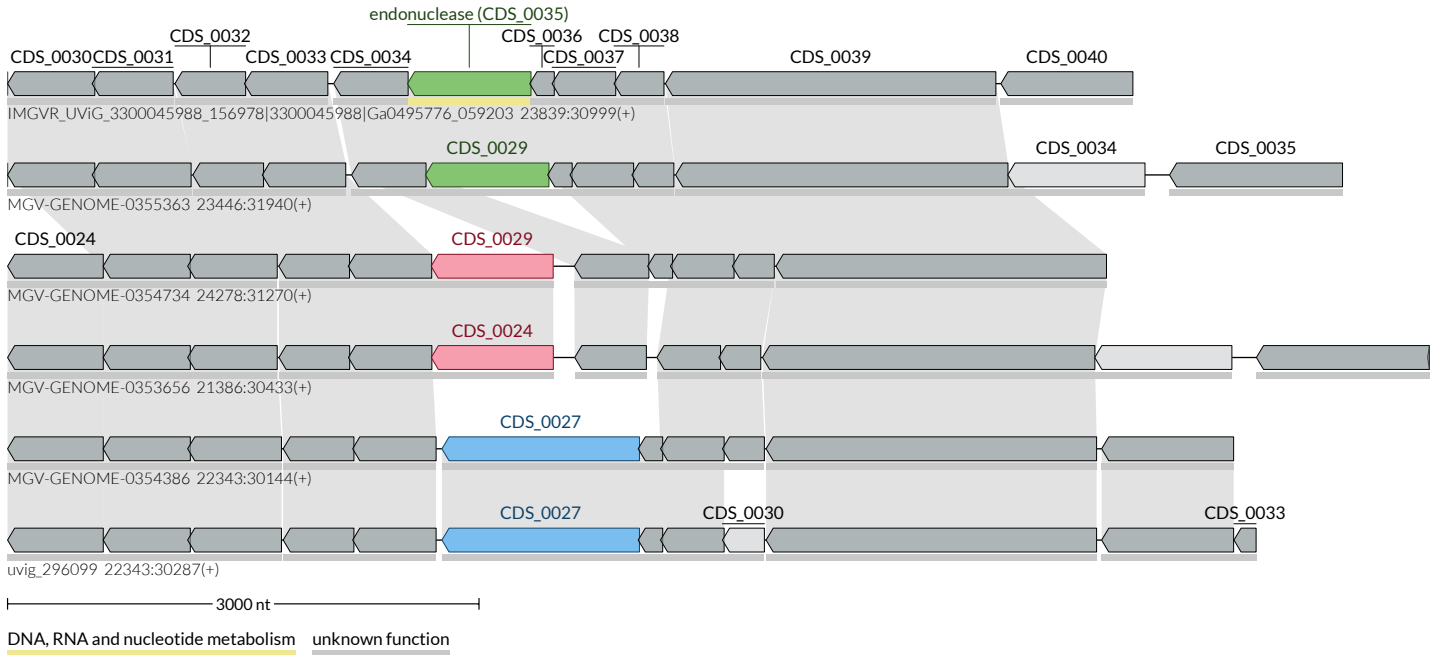 endonuclease (CDS_0035)
CDS_0032 CDS_0036 CDS_0038
CDS_0030 CDS_0031 CDS_0033 CDS_0034 CDS_0037 CDS_0039 CDS_0040
IMGVR_UViG_3300045988_156978|3300045988|Ga0495776_059203 23839:30999(+)
CDS_0029 CDS_0034 CDS_0035
MGV-GENOME-0355363 23446:31940(+)
CDS_0024 CDS_0029
MGV-GENOME-0354734 24278:31270(+)
CDS_0024
MGV-GENOME-0353656 21386:30433(+)
CDS_0027
MGV-GENOME-0354386 22343:30144(+)
CDS_0027 CDS_0030 CDS_0033
uvig_296099 22343:30287(+)
3000 nt
DNA, RNA and nucleotide metabolism unknown function